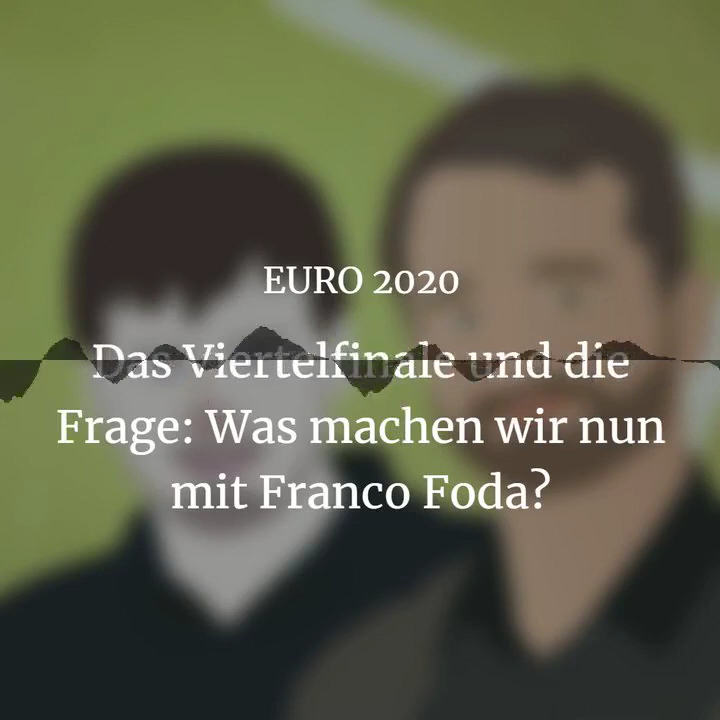 EURO 2020
Das Viertelfinale und die
Frage: Was machen wir nun
mit Franco Foda?